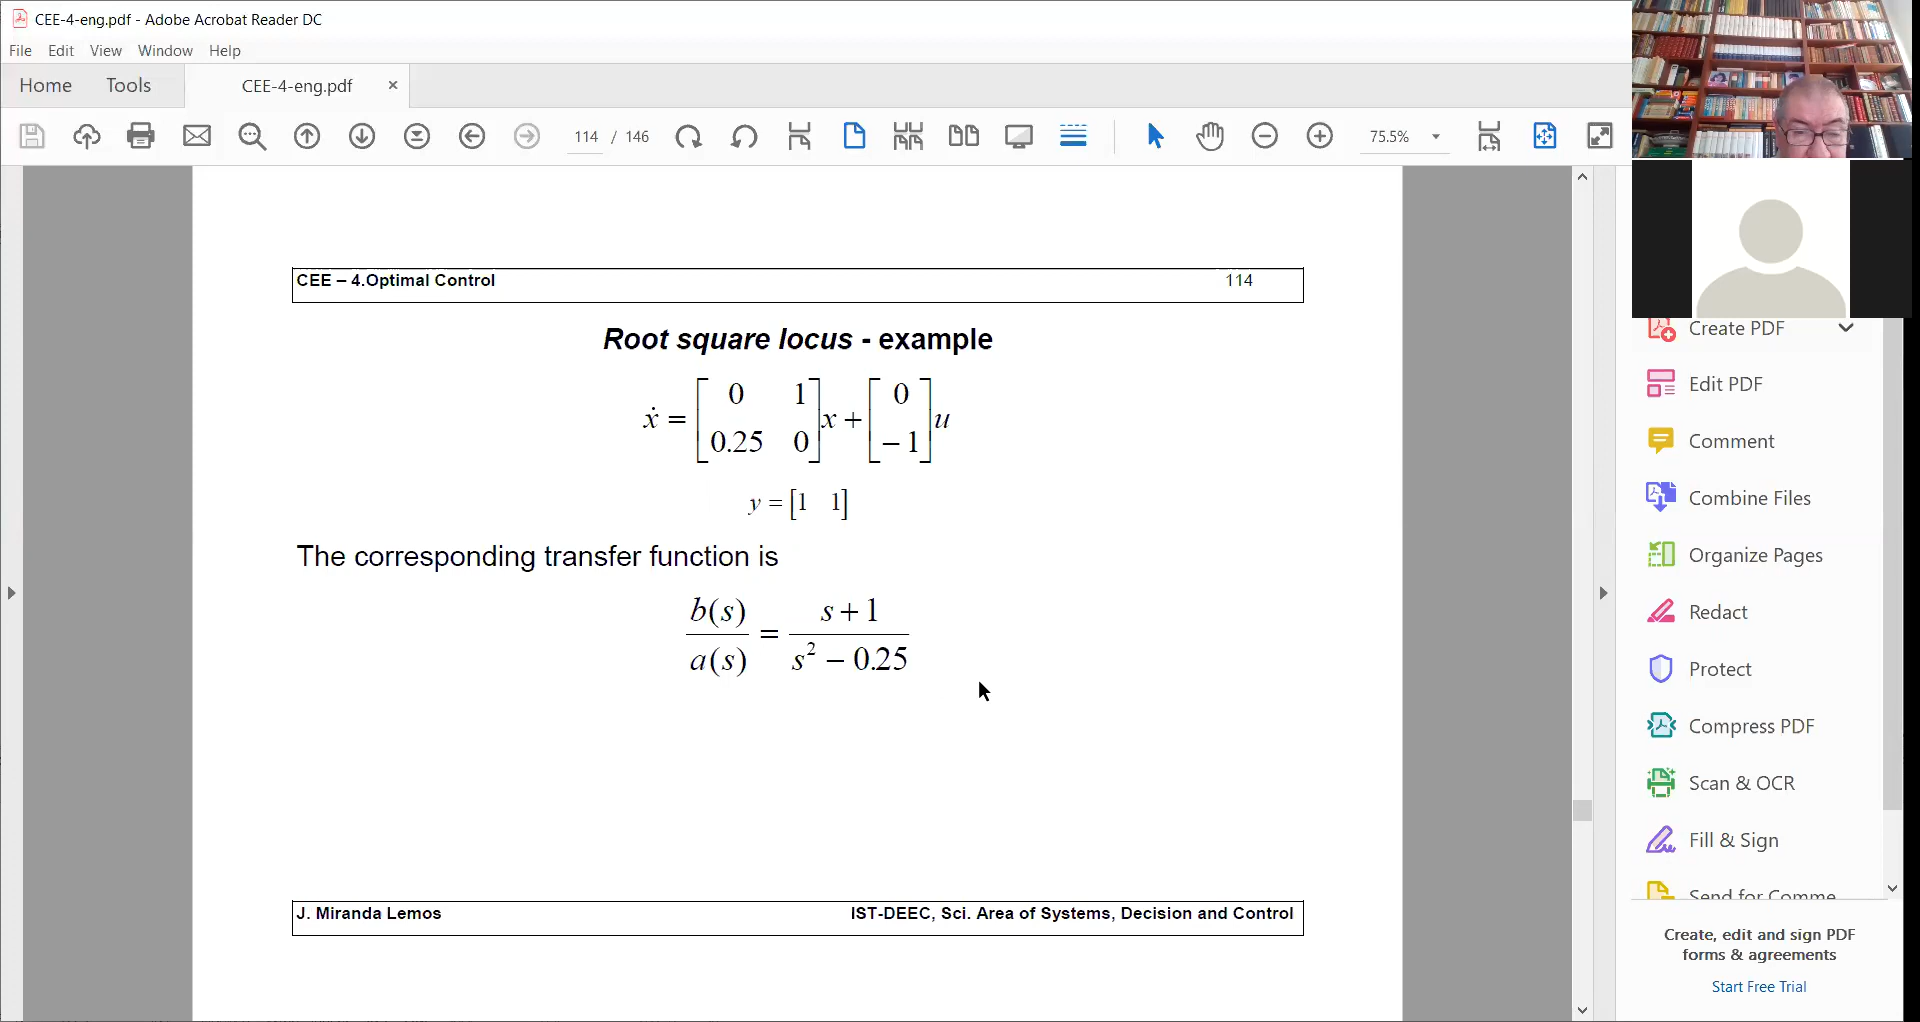 CEE-4-eng.pdf - Adobe Acrobat Reader DC
File Edit View Window Help
Home Tools CEE-4-eng.pdf ×
114 / 146 75.5%
CEE – 4.Optimal Control 114
Root square locus - example
ẋ = [0 1; 0.25 0] x + [0; −1] u
y = [1 1]
The corresponding transfer function is
b(s)/a(s) = (s+1)/(s² − 0.25)
J. Miranda Lemos IST-DEEC, Sci. Area of Systems, Decision and Control
Create PDF
Edit PDF
Comment
Combine Files
Organize Pages
Redact
Protect
Compress PDF
Scan & OCR
Fill & Sign
Send for Comme
Create, edit and sign PDF
forms & agreements
Start Free Trial